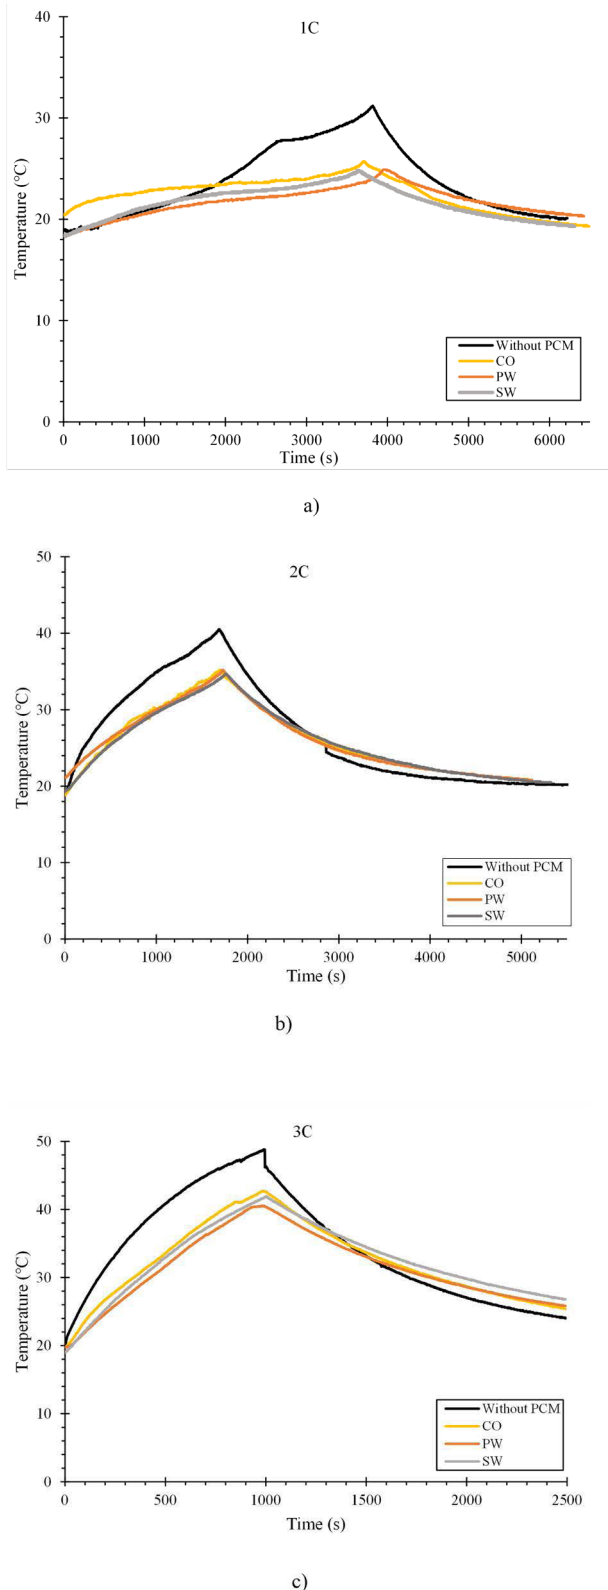 1C
40
30
20
10
0
Temperature (°C)
0 1000 2000 3000 4000 5000 6000
Time (s)
Without PCM
CO
PW
SW
a)
2C
50
40
30
20
10
0
Temperature (°C)
0 1000 2000 3000 4000 5000
Time (s)
Without PCM
CO
PW
SW
b)
3C
50
40
30
20
10
0
Temperature (°C)
0 500 1000 1500 2000 2500
Time (s)
Without PCM
CO
PW
SW
c)